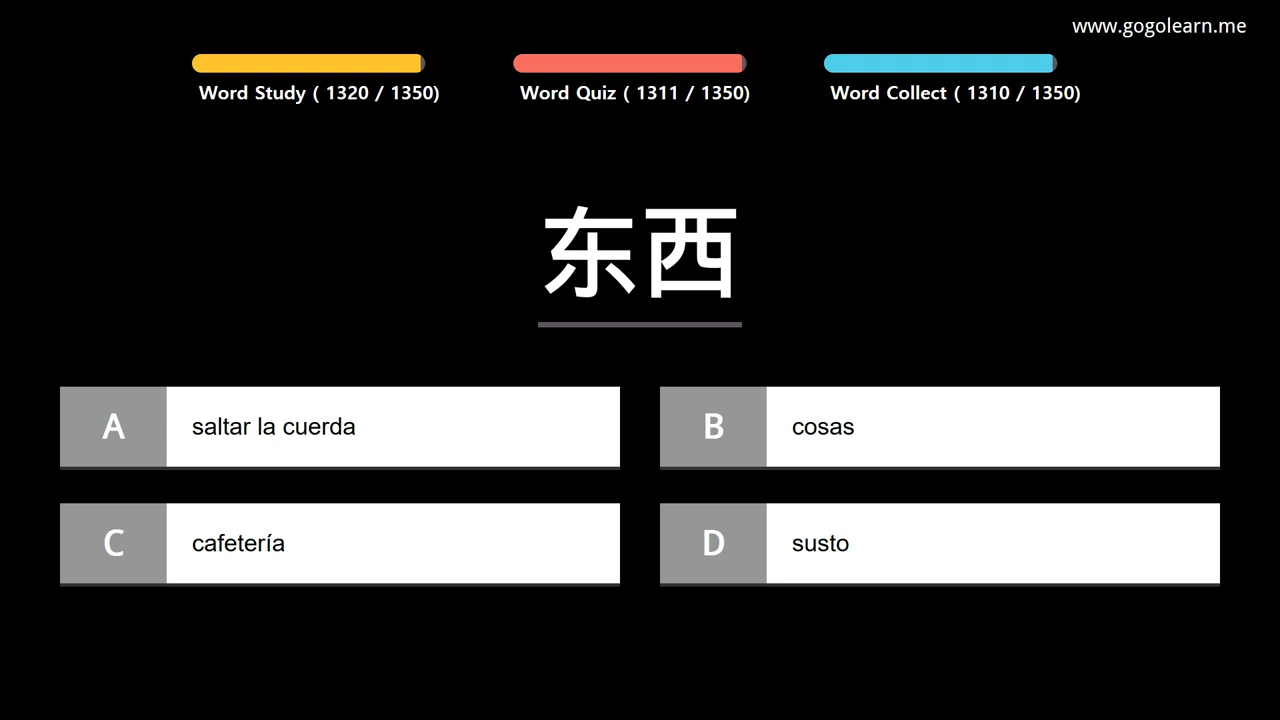 www.gogolearn.me
Word Study ( 1320 / 1350)
Word Quiz ( 1311 / 1350)
Word Collect ( 1310 / 1350)
东西
A saltar la cuerda
B cosas
C cafetería
D susto